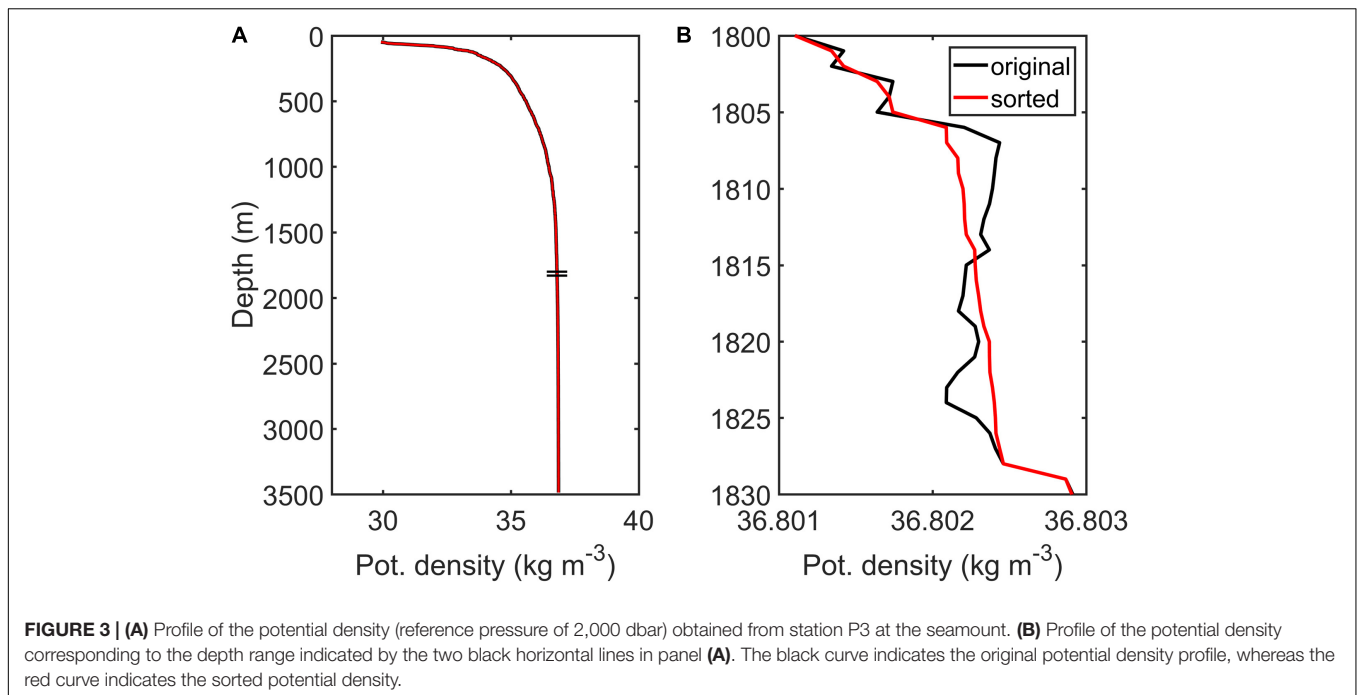 A
0
500
1000
1500
2000
2500
3000
3500
30 35 40
Depth (m)
Pot. density (kg m-3)
B
1800
1805
1810
1815
1820
1825
1830
36.801 36.802 36.803
Pot. density (kg m-3)
original
sorted
FIGURE 3 | (A) Profile of the potential density (reference pressure of 2,000 dbar) obtained from station P3 at the seamount. (B) Profile of the potential density
corresponding to the depth range indicated by the two black horizontal lines in panel (A). The black curve indicates the original potential density profile, whereas the
red curve indicates the sorted potential density.